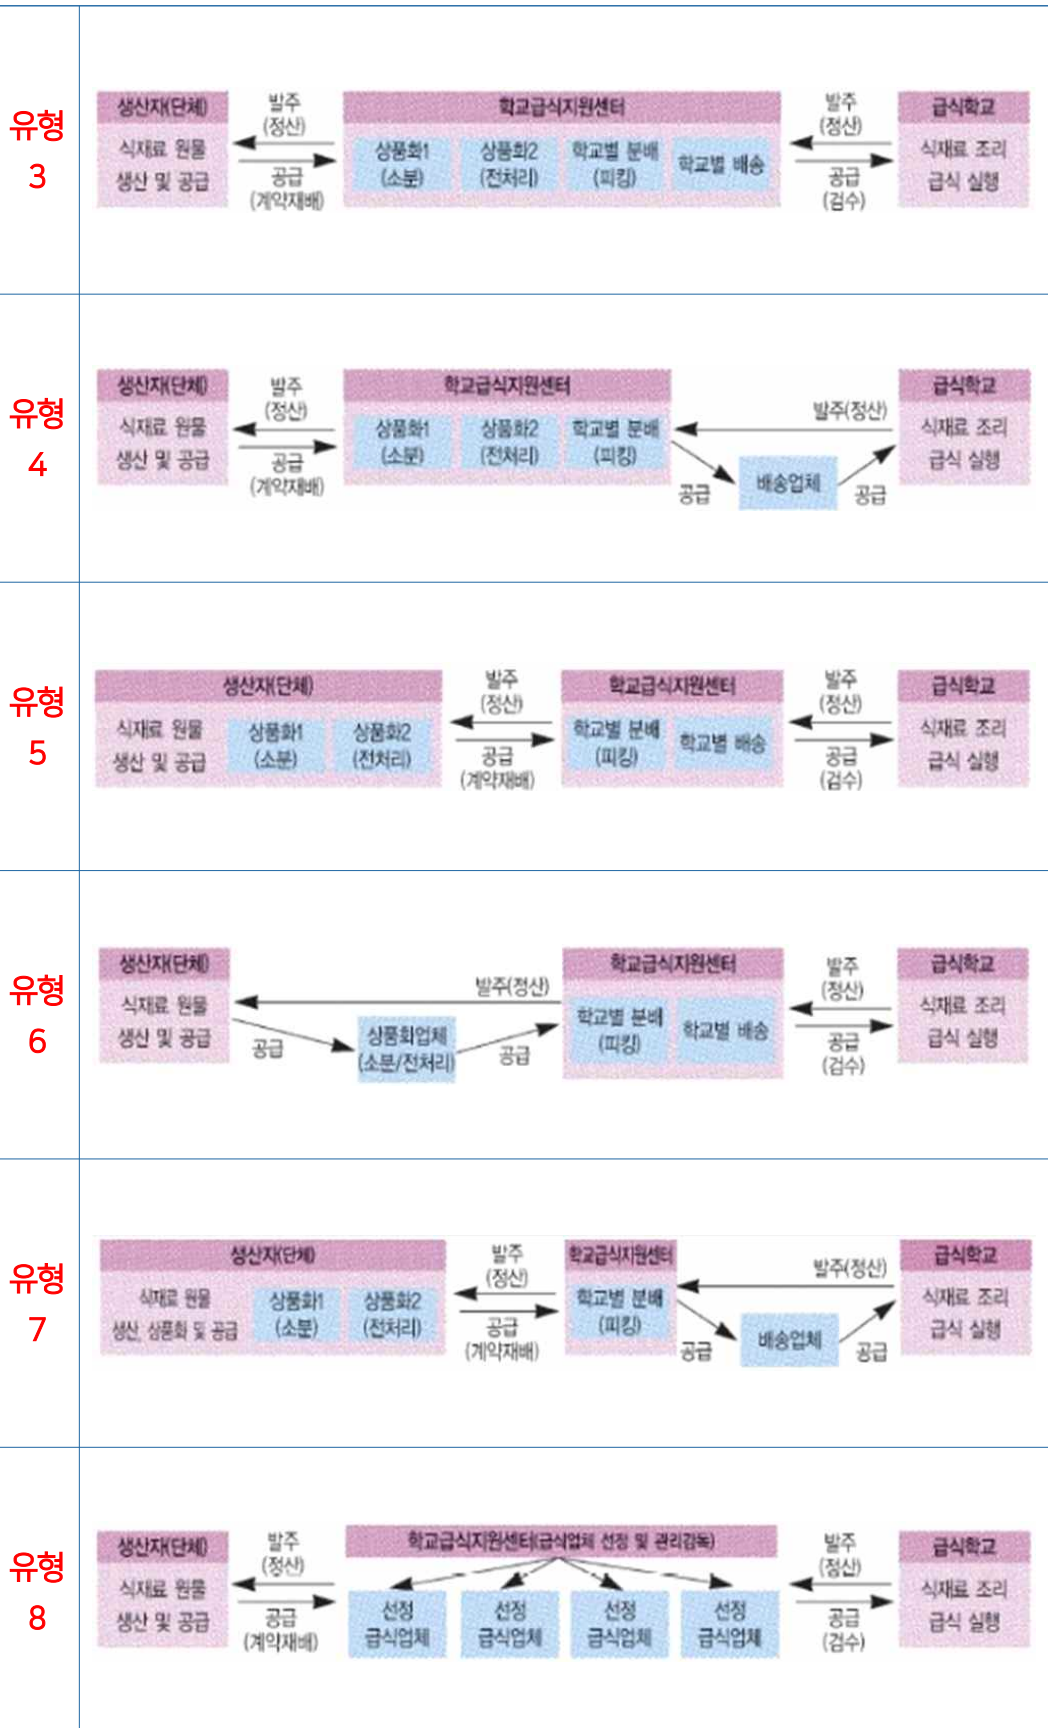 유형
3
생산자(단체)
식재료 원물
생산 및 공급
발주
(정산)
공급
(계약재배)
학교급식지원센터
상품화1
(소분)
상품화2
(전처리)
학교별 분배
(피킹)
학교별 배송
발주
(정산)
공급
(검수)
급식학교
식재료 조리
급식 실행
유형
4
생산자(단체)
식재료 원물
생산 및 공급
발주
(정산)
공급
(계약재배)
학교급식지원센터
상품화1
(소분)
상품화2
(전처리)
학교별 분배
(피킹)
발주(정산)
공급
배송업체
공급
급식학교
식재료 조리
급식 실행
유형
5
생산자(단체)
식재료 원물
생산 및 공급
상품화1
(소분)
상품화2
(전처리)
발주
(정산)
공급
(계약재배)
학교급식지원센터
학교별 분배
(피킹)
학교별 배송
발주
(정산)
공급
(검수)
급식학교
식재료 조리
급식 실행
유형
6
생산자(단체)
식재료 원물
생산 및 공급
발주(정산)
공급
상품화업체
(소분/전처리)
공급
학교급식지원센터
학교별 분배
(피킹)
학교별 배송
발주
(정산)
공급
(검수)
급식학교
식재료 조리
급식 실행
유형
7
생산자(단체)
식재료 원물
생산, 상품화 및 공급
상품화1
(소분)
상품화2
(전처리)
발주
(정산)
공급
(계약재배)
학교급식지원센터
학교별 분배
(피킹)
발주(정산)
공급
배송업체
공급
급식학교
식재료 조리
급식 실행
유형
8
생산자(단체)
식재료 원물
생산 및 공급
발주
(정산)
공급
(계약재배)
학교급식지원센터(급식업체 선정 및 관리감독)
선정
급식업체
선정
급식업체
선정
급식업체
선정
급식업체
발주
(정산)
공급
(검수)
급식학교
식재료 조리
급식 실행